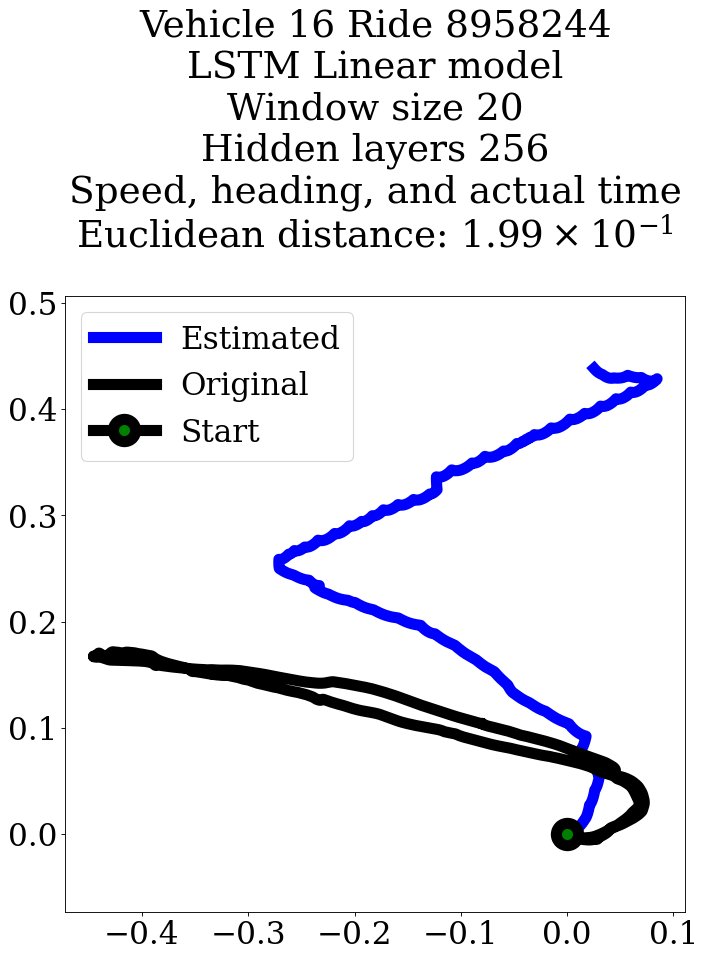 Vehicle 16 Ride 8958244
LSTM Linear model
Window size 20
Hidden layers 256
Speed, heading, and actual time
Euclidean distance: 1.99 × 10⁻¹
Estimated
Original
Start
0.5
0.4
0.3
0.2
0.1
0.0
−0.4 −0.3 −0.2 −0.1 0.0 0.1